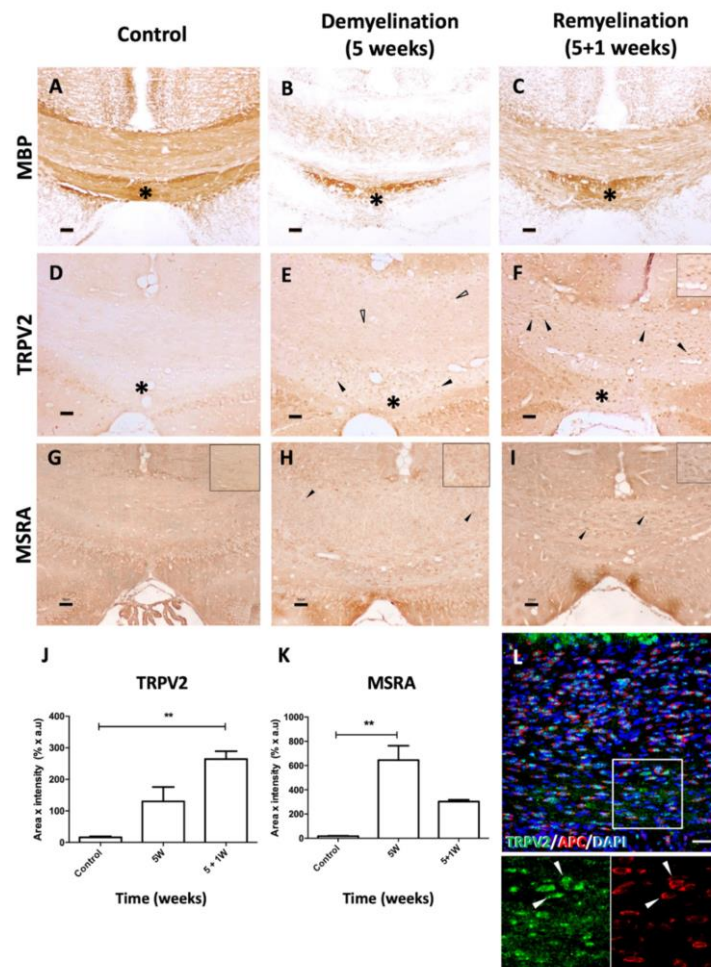 Control
Demyelination
(5 weeks)
Remyelination
(5+1 weeks)
MBP
A
B
C
*
*
*
TRPV2
D
E
F
*
*
*
MSRA
G
H
I
J
TRPV2
Area x intensity (% x a.u)
400
300
200
100
0
**
Control
5W
5 + 1W
Time (weeks)
K
MSRA
Area x intensity (% x a.u)
1000
800
600
400
200
0
**
Control
5W
5+1W
Time (weeks)
L
TRPV2/APC/DAPI